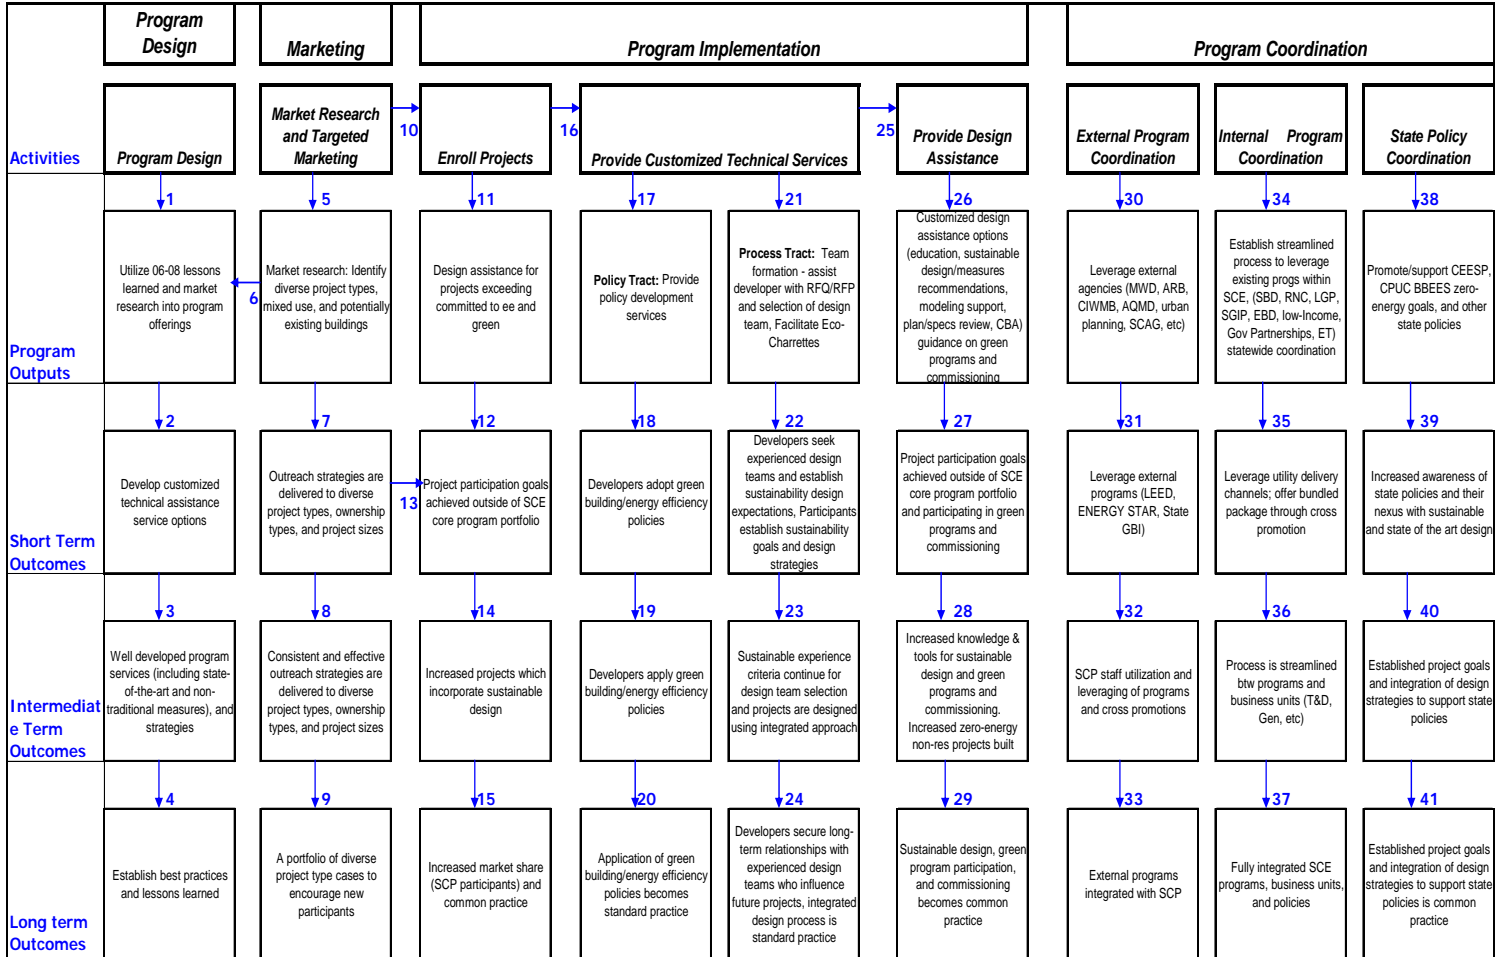 Program
Design
Marketing
Program Implementation
Program Coordination
Activities
Program Design
Market Research
and Targeted
Marketing
10
Enroll Projects
16
Provide Customized Technical Services
25
Provide Design
Assistance
External Program
Coordination
Internal Program
Coordination
State Policy
Coordination
1
5
11
17
21
26
30
34
38
Program
Outputs
Utilize 06-08 lessons
learned and market
research into program
offerings
6
Market research: Identify
diverse project types,
mixed use, and potentially
existing buildings
Design assistance for
projects exceeding
committed to ee and
green
Policy Tract: Provide
policy development
services
Process Tract: Team
formation - assist
developer with RFQ/RFP
and selection of design
team, Facilitate Eco-
Charrettes
Customized design
assistance options
(education, sustainable
design/measures
recommendations,
modeling support,
plan/specs review, CBA)
guidance on green
programs and
commissioning
Leverage external
agencies (MWD, ARB,
CIWMB, AQMD, urban
planning, SCAG, etc)
Establish streamlined
process to leverage
existing progs within
SCE, (SBD, RNC, LGP,
SGIP, EBD, low-Income,
Gov Partnerships, ET)
statewide coordination
Promote/support CEESP,
CPUC BBEES zero-
energy goals, and other
state policies
2
7
12
18
22
27
31
35
39
Short Term
Outcomes
Develop customized
technical assistance
service options
Outreach strategies are
delivered to diverse
project types, ownership
types, and project sizes
13
Project participation goals
achieved outside of SCE
core program portfolio
Developers adopt green
building/energy efficiency
policies
Developers seek
experienced design
teams and establish
sustainability design
expectations, Participants
establish sustainability
goals and design
strategies
Project participation goals
achieved outside of SCE
core program portfolio
and participating in green
programs and
commissioning
Leverage external
programs (LEED,
ENERGY STAR, State
GBI)
Leverage utility delivery
channels; offer bundled
package through cross
promotion
Increased awareness of
state policies and their
nexus with sustainable
and state of the art design
3
8
14
19
23
28
32
36
40
Intermediat
e Term
Outcomes
Well developed program
services (including state-
of-the-art and non-
traditional measures), and
strategies
Consistent and effective
outreach strategies are
delivered to diverse
project types, ownership
types, and project sizes
Increased projects which
incorporate sustainable
design
Developers apply green
building/energy efficiency
policies
Sustainable experience
criteria continue for
design team selection
and projects are designed
using integrated approach
Increased knowledge &
tools for sustainable
design and green
programs and
commissioning.
Increased zero-energy
non-res projects built
SCP staff utilization and
leveraging of programs
and cross promotions
Process is streamlined
btw programs and
business units (T&D,
Gen, etc)
Established project goals
and integration of design
strategies to support state
policies
4
9
15
20
24
29
33
37
41
Long term
Outcomes
Establish best practices
and lessons learned
A portfolio of diverse
project type cases to
encourage new
participants
Increased market share
(SCP participants) and
common practice
Application of green
building/energy efficiency
policies becomes
standard practice
Developers secure long-
term relationships with
experienced design
teams who influence
future projects, integrated
design process is
standard practice
Sustainable design, green
program participation,
and commissioning
becomes common
practice
External programs
integrated with SCP
Fully integrated SCE
programs, business units,
and policies
Established project goals
and integration of design
strategies to support state
policies is common
practice